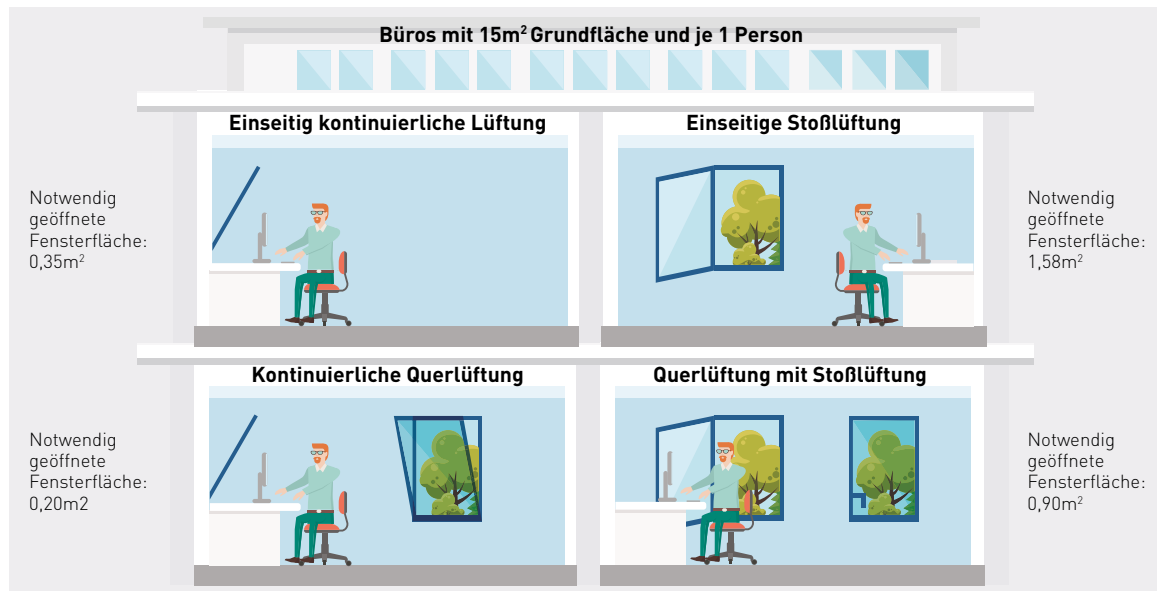 Büros mit 15m² Grundfläche und je 1 Person
Einseitig kontinuierliche Lüftung
Einseitige Stoßlüftung
Notwendig
geöffnete
Fensterfläche:
0,35m²
Notwendig
geöffnete
Fensterfläche:
1,58m²
Kontinuierliche Querlüftung
Querlüftung mit Stoßlüftung
Notwendig
geöffnete
Fensterfläche:
0,20m2
Notwendig
geöffnete
Fensterfläche:
0,90m²